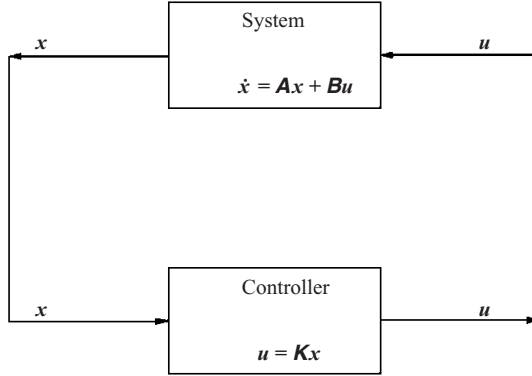 System
x
u
ẋ = Ax + Bu
Controller
x
u
u = Kx